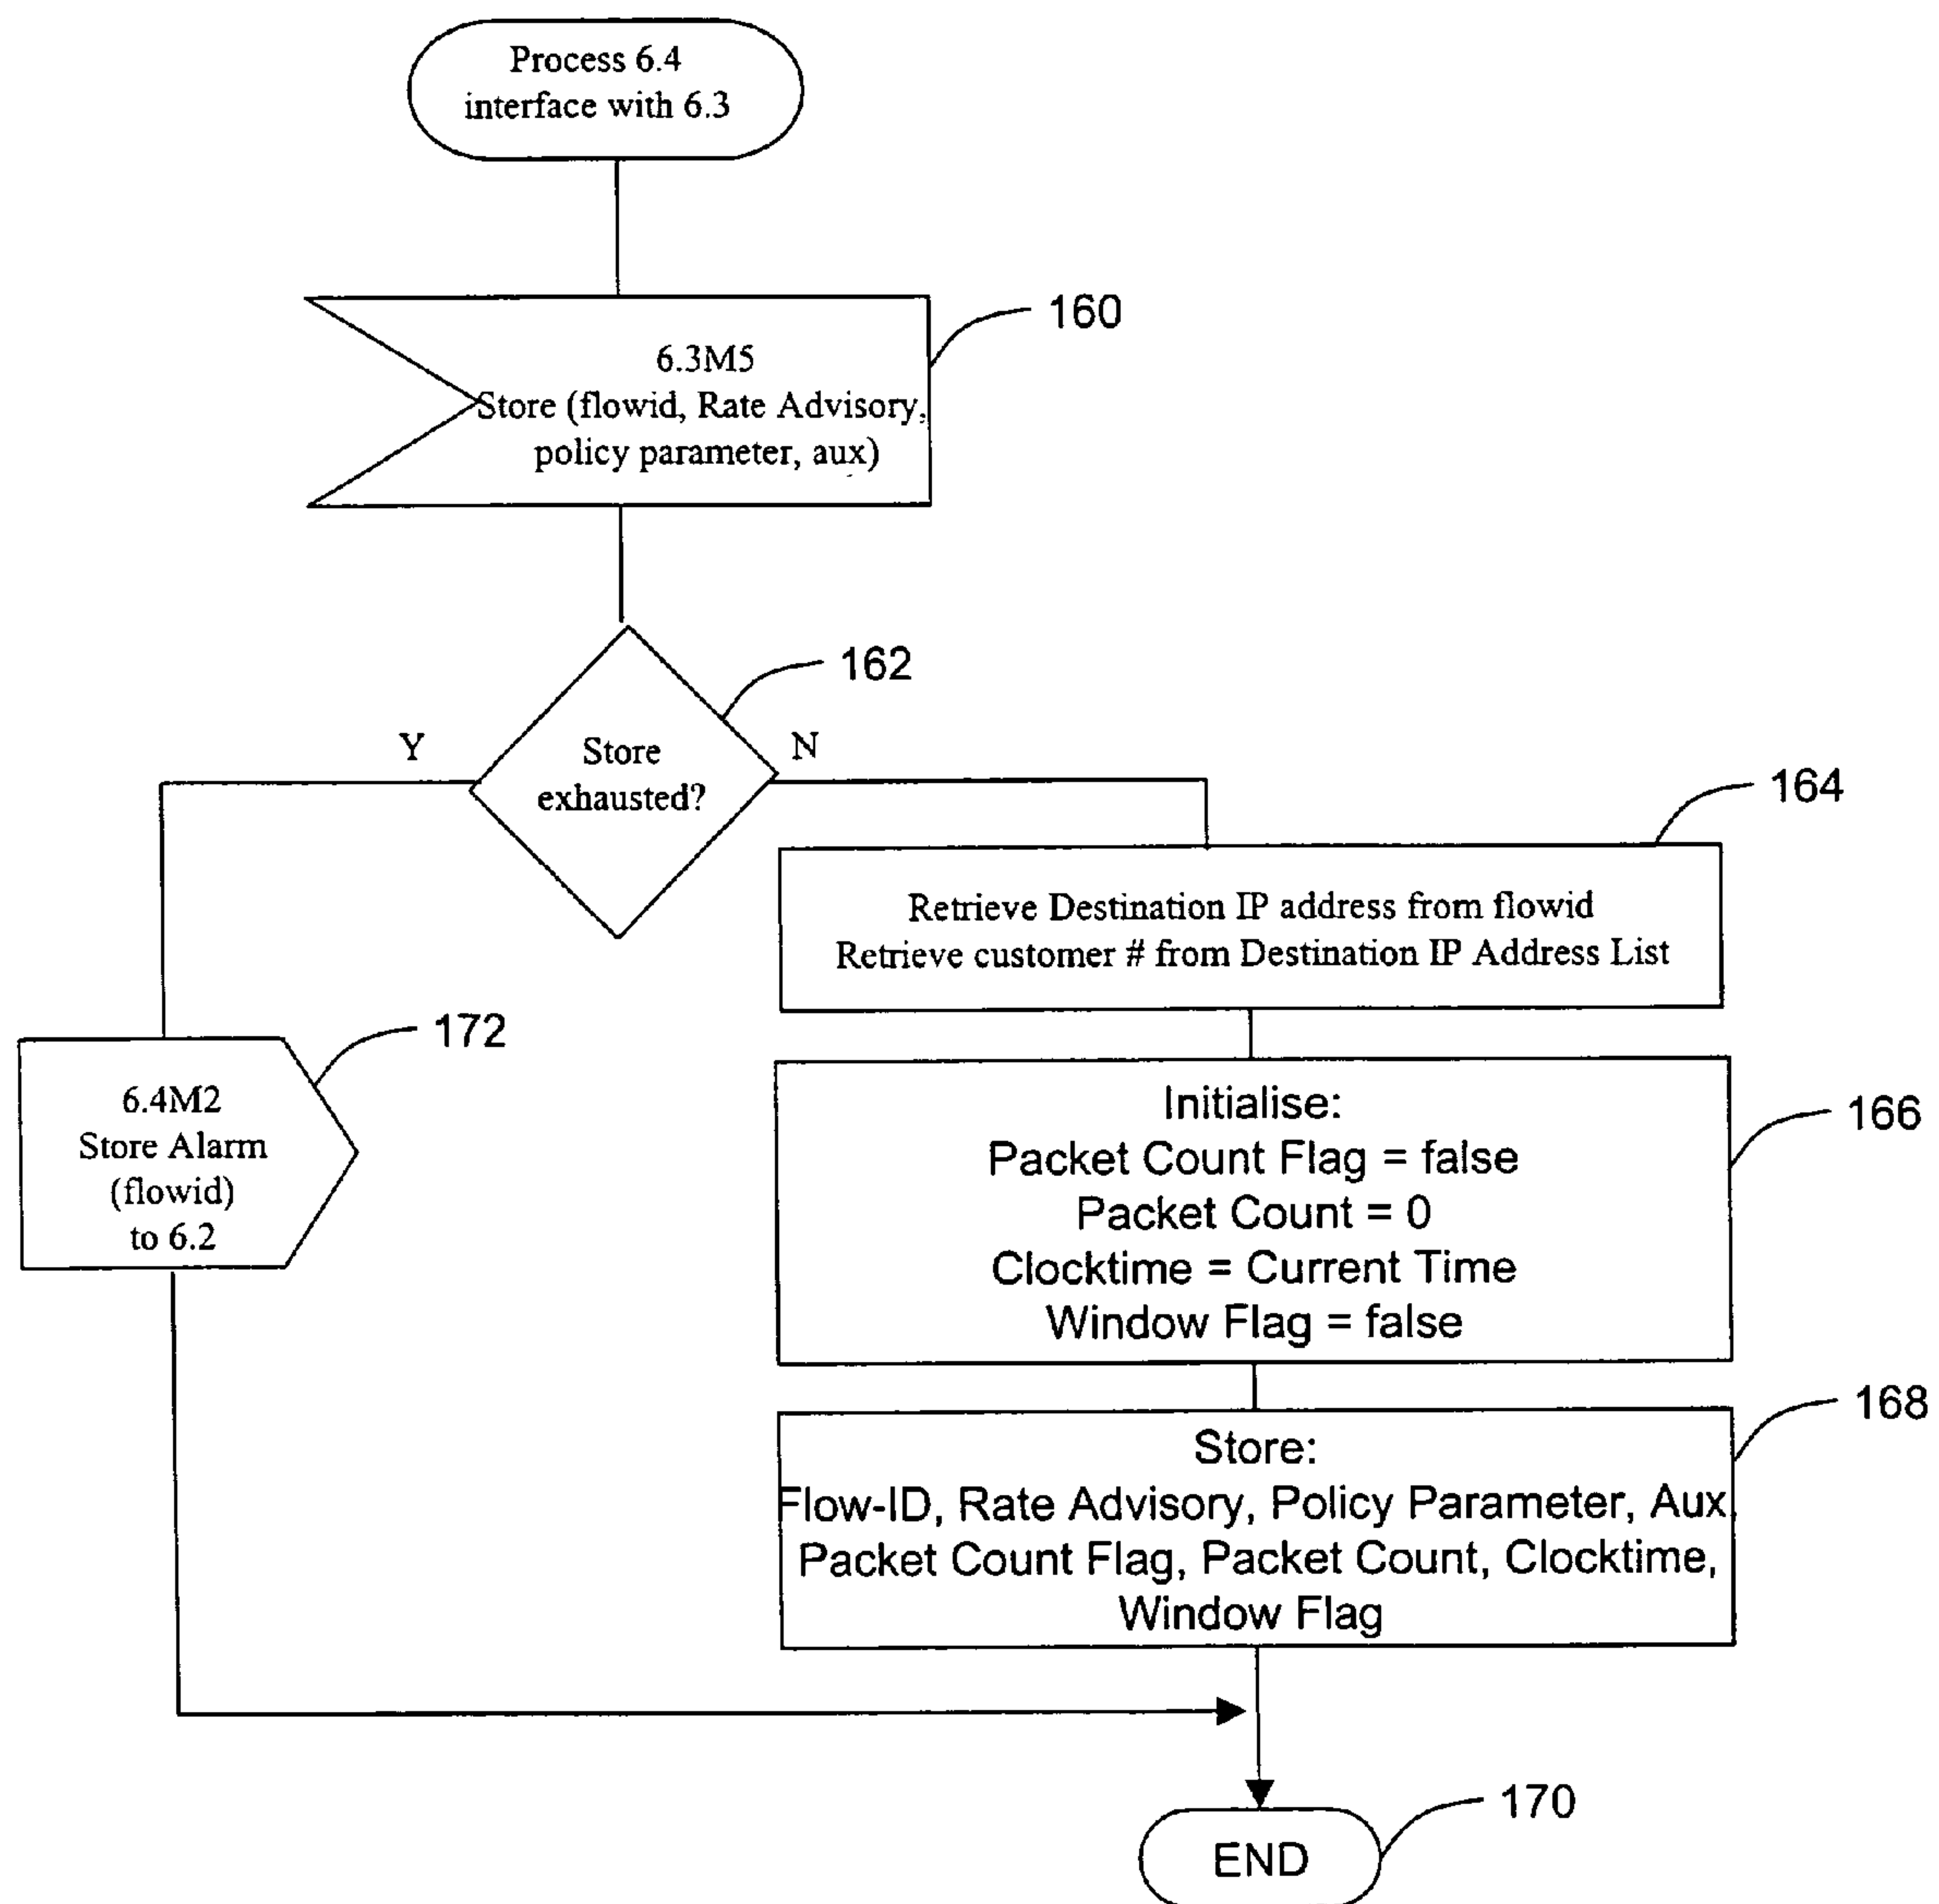 Process 6.4
interface with 6.3
160
6.3M5
Store (flowid, Rate Advisory,
policy parameter, aux)
162
Y
N
Store
exhausted?
164
Retrieve Destination IP address from flowid
Retrieve customer # from Destination IP Address List
172
6.4M2
Store Alarm
(flowid)
to 6.2
166
Initialise:
Packet Count Flag = false
Packet Count = 0
Clocktime = Current Time
Window Flag = false
168
Store:
Flow-ID, Rate Advisory, Policy Parameter, Aux
Packet Count Flag, Packet Count, Clocktime,
Window Flag
170
END